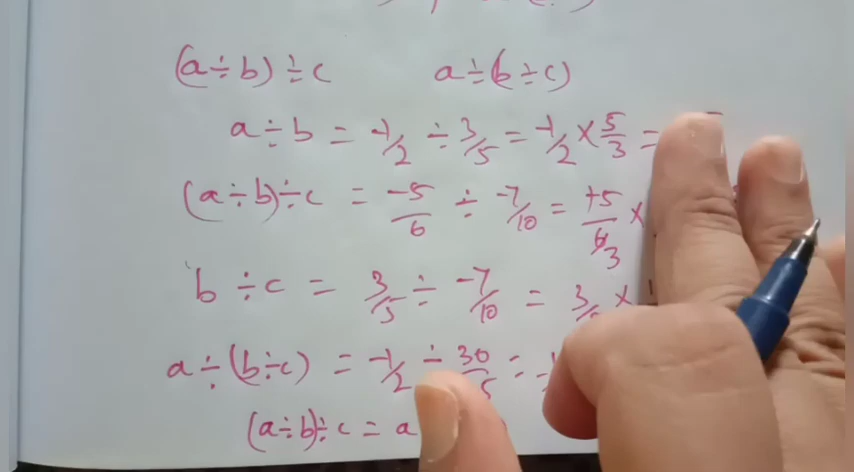 (a÷b)÷c a÷(b÷c)
a÷b = -1/2 ÷ 3/5 = -1/2 × 5/3 =
(a÷b)÷c = -5/6 ÷ -7/10 = +5/6 3 ×
b÷c = 3/5 ÷ -7/10 = 3/ ×
a÷(b÷c) = -1/2 ÷ 30/ 5 =
(a÷b)÷c = a